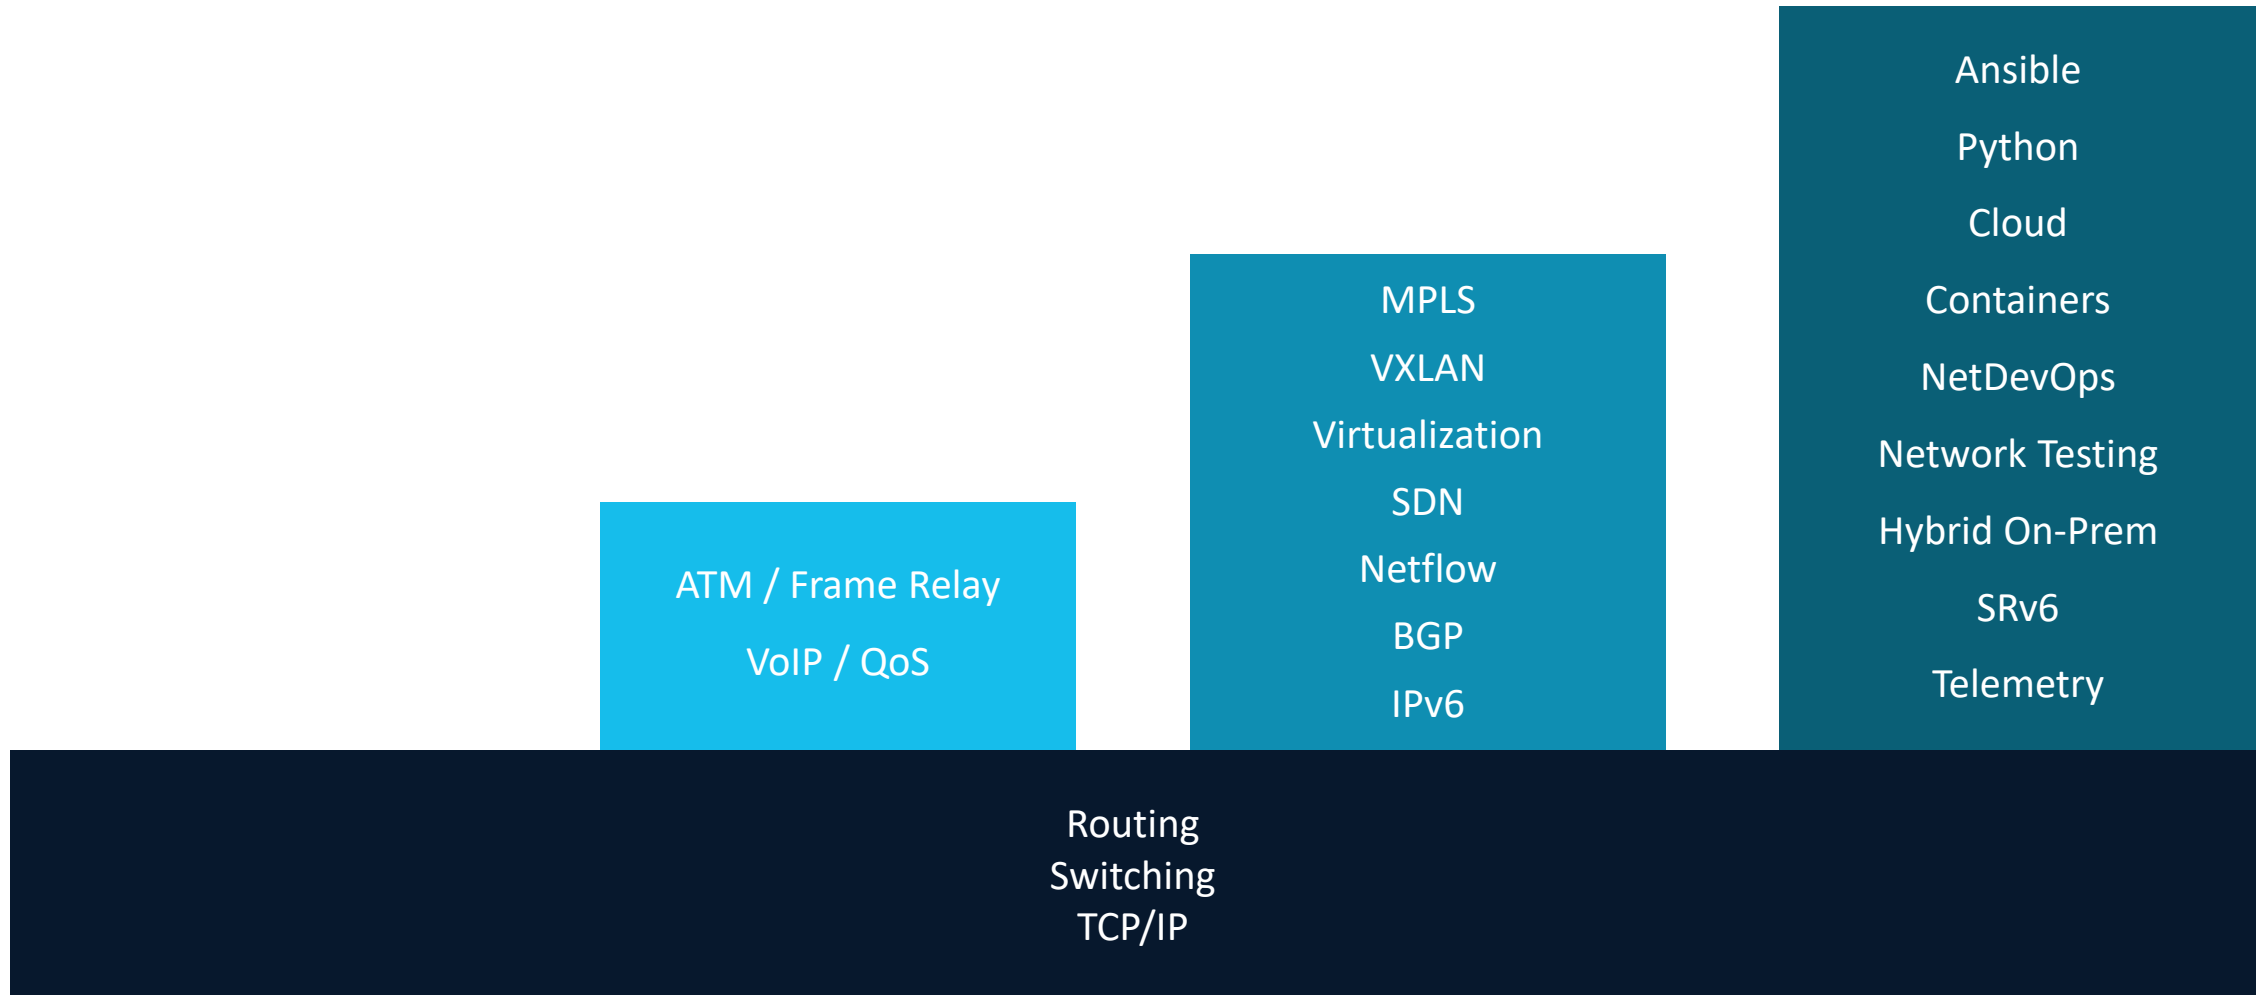 ATM / Frame Relay
VoIP / QoS
MPLS
VXLAN
Virtualization
SDN
Netflow
BGP
IPv6
Ansible
Python
Cloud
Containers
NetDevOps
Network Testing
Hybrid On-Prem
SRv6
Telemetry
Routing
Switching
TCP/IP